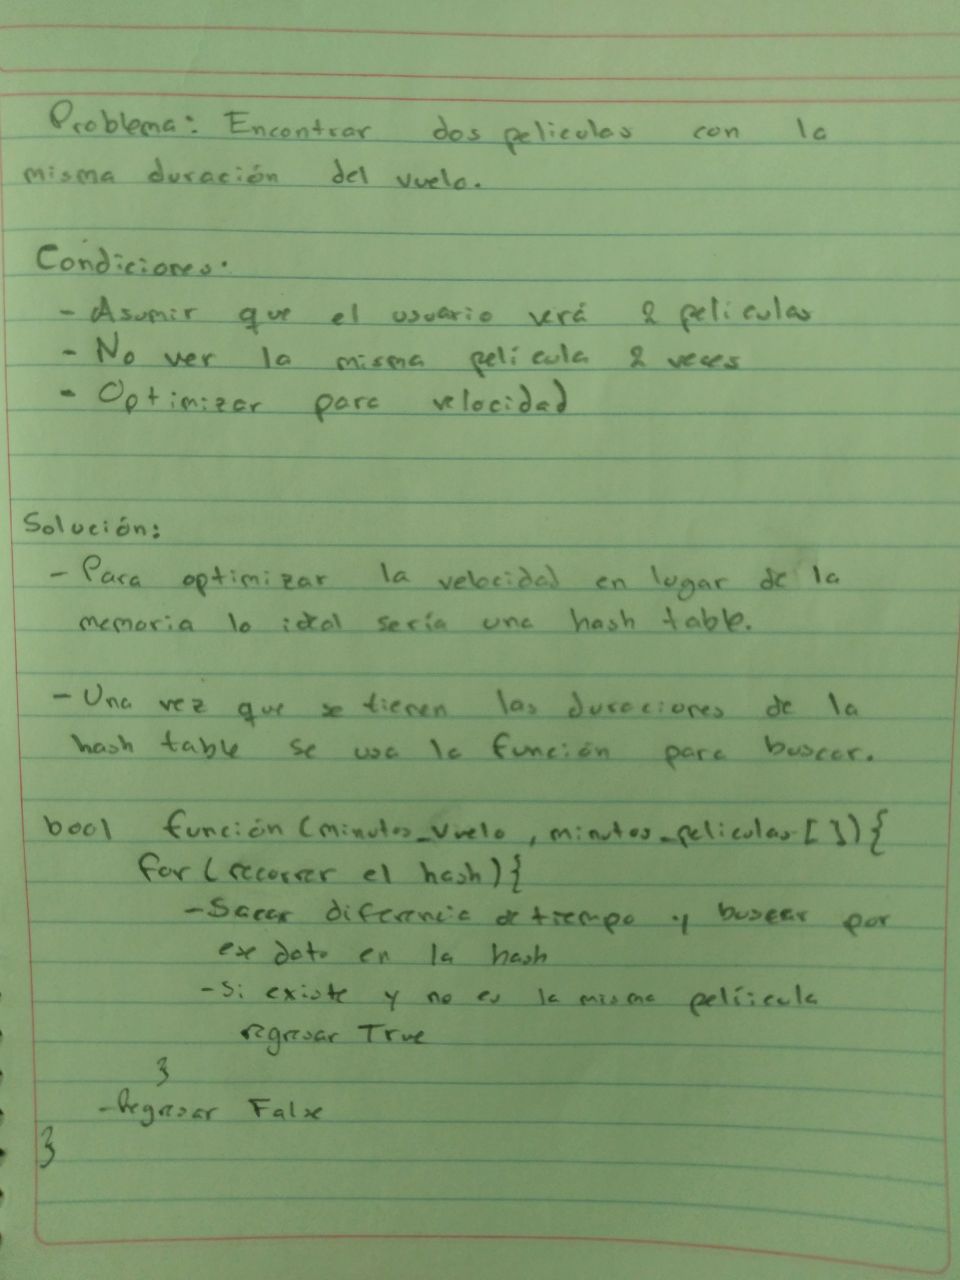 Problema: Encontrar dos peliculas con la
misma duración del vuelo.
Condiciones:
- Asumir que el usuario verá 2 peliculas
- No ver la misma película 2 veces
- Optimizar para velocidad
Solución:
- Para optimizar la velocidad en lugar de la
memoria lo ideal sería una hash table.
- Una vez que se tienen las duraciones de la
hash table se usa la función para buscar.
bool función (minutos_vuelo, minutos_peliculas[]){
for (recorrer el hash){
- Sacar diferencia de tiempo y buscar por
ese dato en la hash
- Si existe y no es la misma pelíicula
regresar True
}
- Regresar False
}